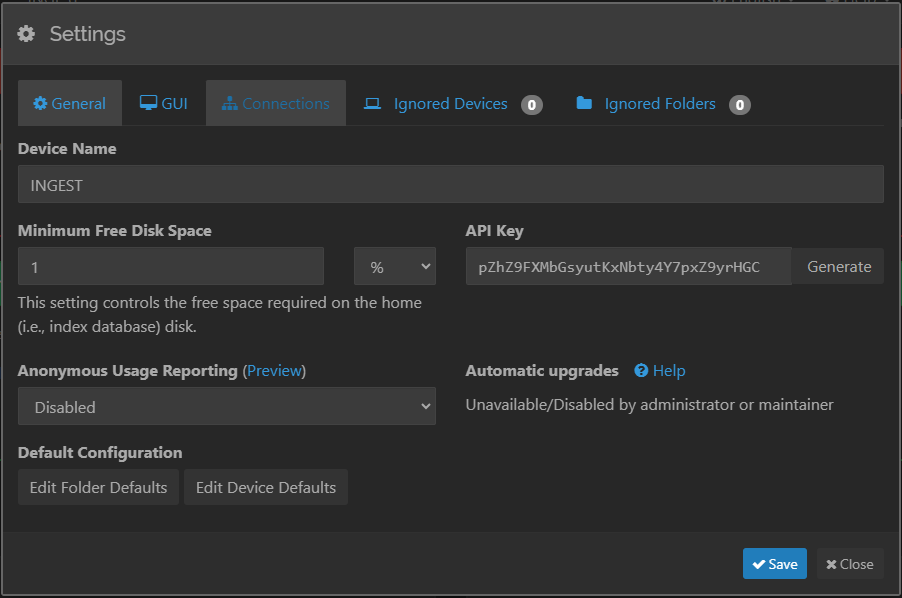 Settings
General GUI Connections Ignored Devices 0 Ignored Folders 0
Device Name
INGEST
Minimum Free Disk Space API Key
1 % pZhZ9FXMbGsyutKxNbty4Y7pxZ9yrHGC Generate
This setting controls the free space required on the home
(i.e., index database) disk.
Anonymous Usage Reporting (Preview) Automatic upgrades Help
Disabled Unavailable/Disabled by administrator or maintainer
Default Configuration
Edit Folder Defaults Edit Device Defaults
Save Close